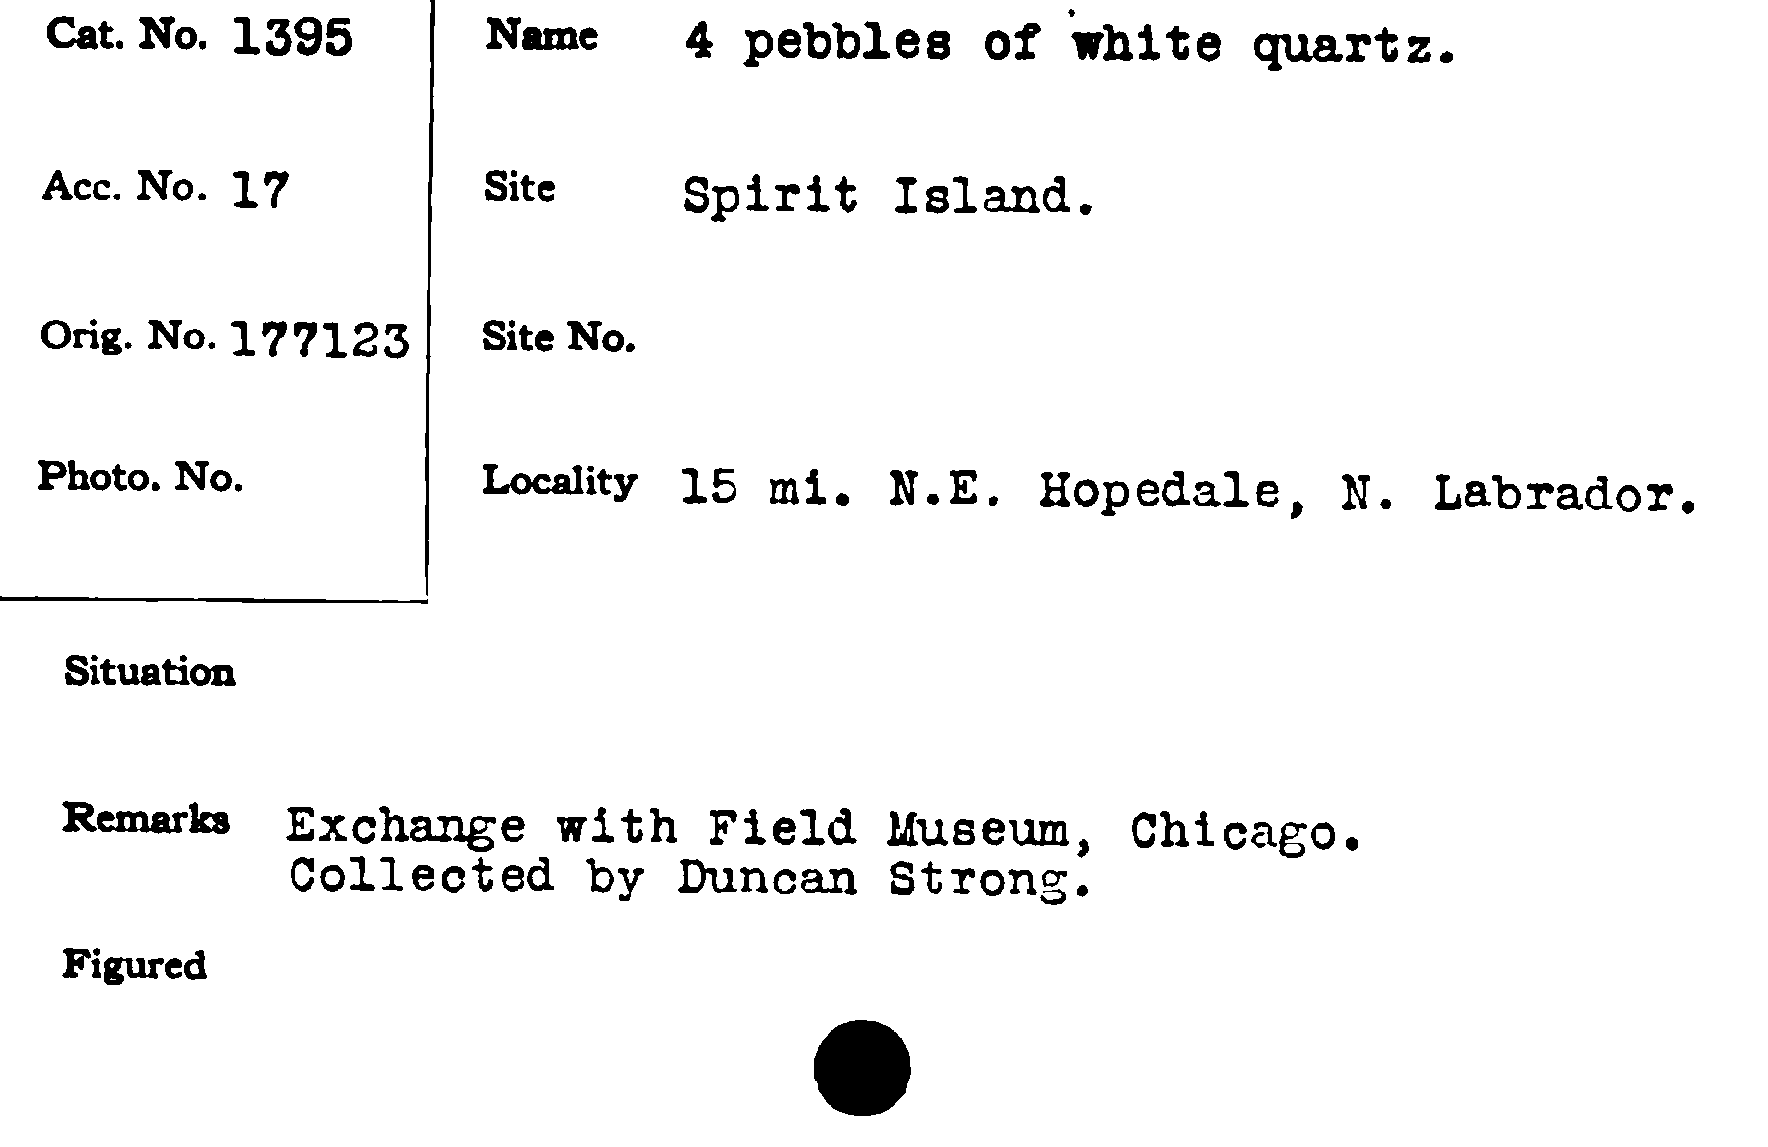 Cat. No. 1395
Name 4 pebbles of white quartz.
Acc. No. 17
Site Spirit Island.
Orig. No. 177123
Site No.
Photo. No.
Locality 15 mi. N.E. Hopedale, N. Labrador.
Situation
Remarks Exchange with Field Museum, Chicago.
Collected by Duncan Strong.
Figured